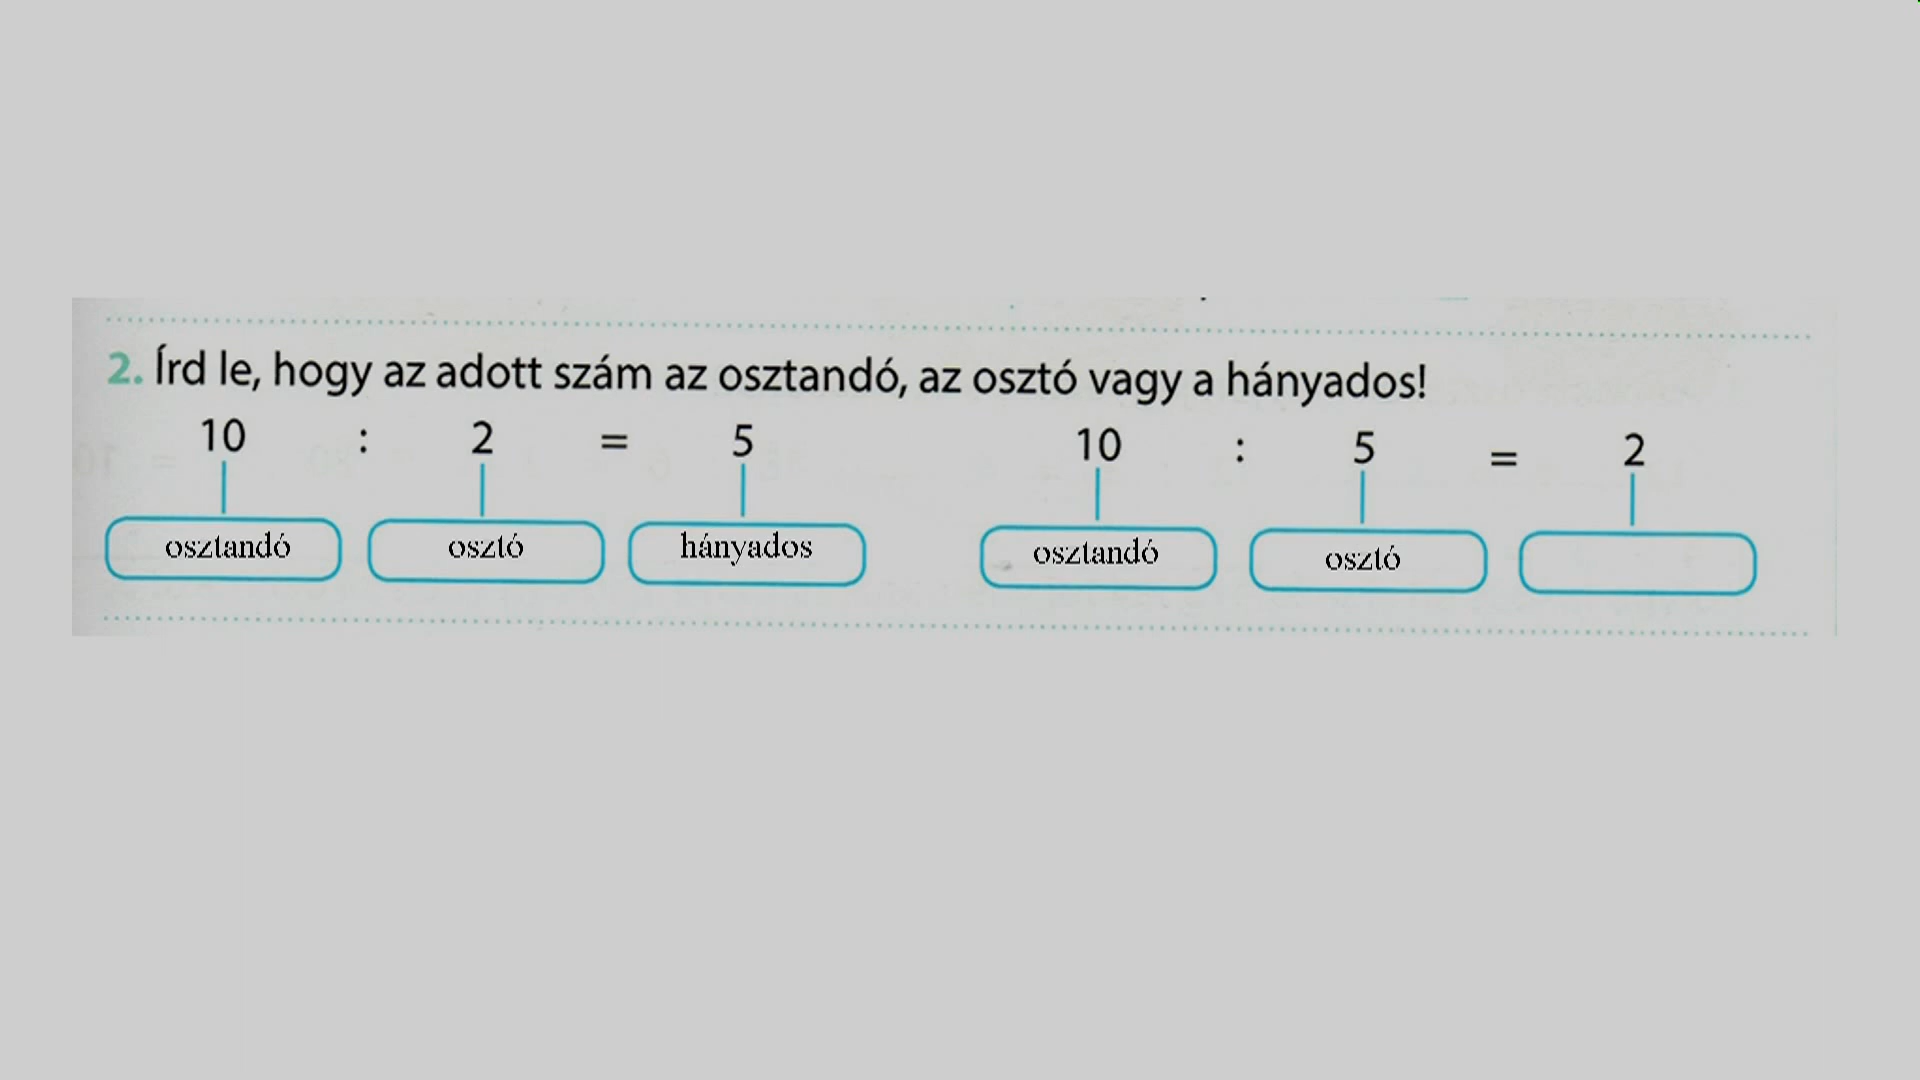 2. Írd le, hogy az adott szám az osztandó, az osztó vagy a hányados!
10 : 2 = 5 10 : 5 = 2
osztandó osztó hányados osztandó osztó